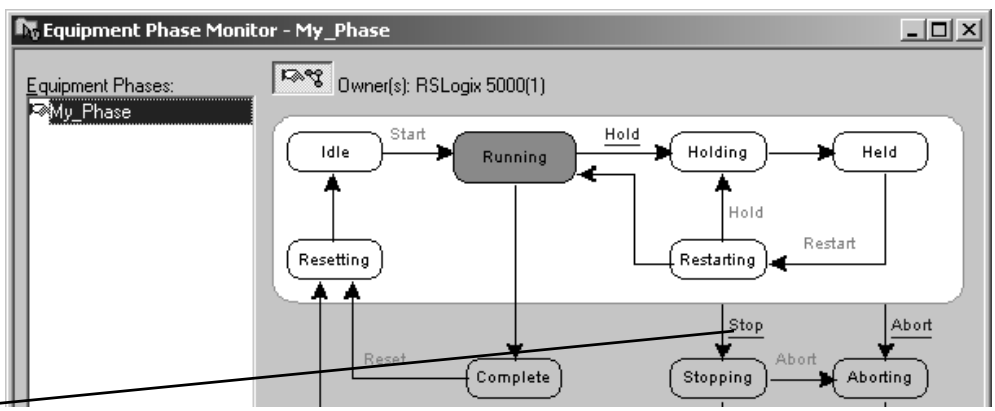 Equipment Phase Monitor - My_Phase
Equipment Phases:
Owner(s): RSLogix 5000(1)
My_Phase
Start
Hold
Idle
Running
Holding
Held
Hold
Restart
Resetting
Restarting
Stop
Abort
Reset
Abort
Complete
Stopping
Aborting